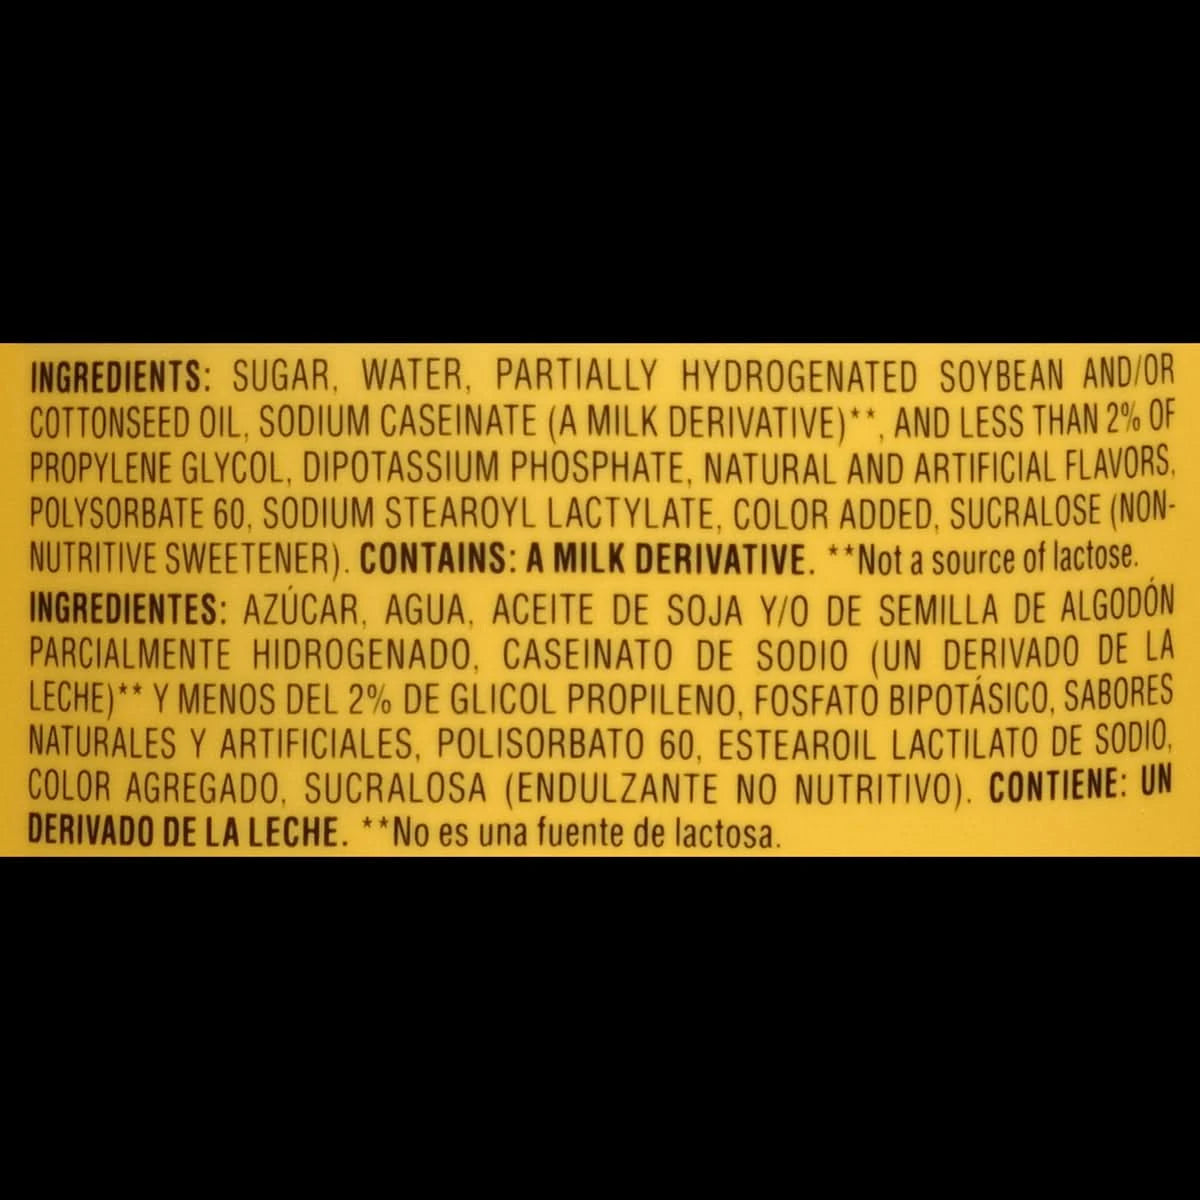 INGREDIENTS: SUGAR, WATER, PARTIALLY HYDROGENATED SOYBEAN AND/OR
COTTONSEED OIL, SODIUM CASEINATE (A MILK DERIVATIVE)**, AND LESS THAN 2% OF
PROPYLENE GLYCOL, DIPOTASSIUM PHOSPHATE, NATURAL AND ARTIFICIAL FLAVORS,
POLYSORBATE 60, SODIUM STEAROYL LACTYLATE, COLOR ADDED, SUCRALOSE (NON-
NUTRITIVE SWEETENER). CONTAINS: A MILK DERIVATIVE. **Not a source of lactose.
INGREDIENTES: AZÚCAR, AGUA, ACEITE DE SOJA Y/O DE SEMILLA DE ALGODÓN
PARCIALMENTE HIDROGENADO, CASEINATO DE SODIO (UN DERIVADO DE LA
LECHE)** Y MENOS DEL 2% DE GLICOL PROPILENO, FOSFATO BIPOTÁSICO, SABORES
NATURALES Y ARTIFICIALES, POLISORBATO 60, ESTEAROIL LACTILATO DE SODIO,
COLOR AGREGADO, SUCRALOSA (ENDULZANTE NO NUTRITIVO). CONTIENE: UN
DERIVADO DE LA LECHE. **No es una fuente de lactosa.